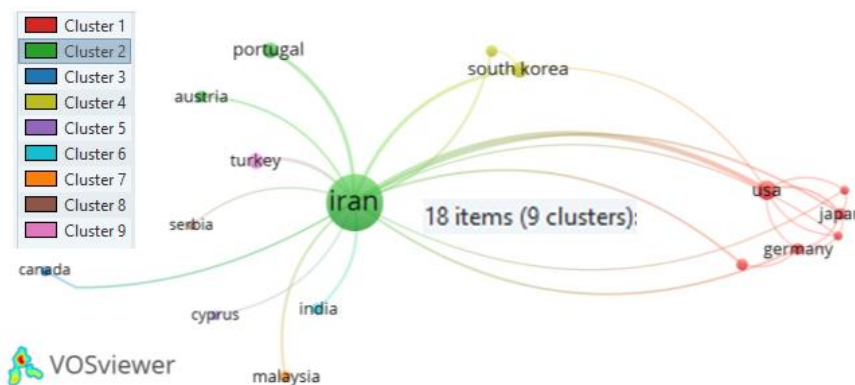 Cluster 1
Cluster 2
Cluster 3
Cluster 4
Cluster 5
Cluster 6
Cluster 7
Cluster 8
Cluster 9
portugal
south korea
austria
turkey
iran
usa
18 items (9 clusters):
japan
serbia
germany
canada
cyprus
india
VOSviewer
malaysia